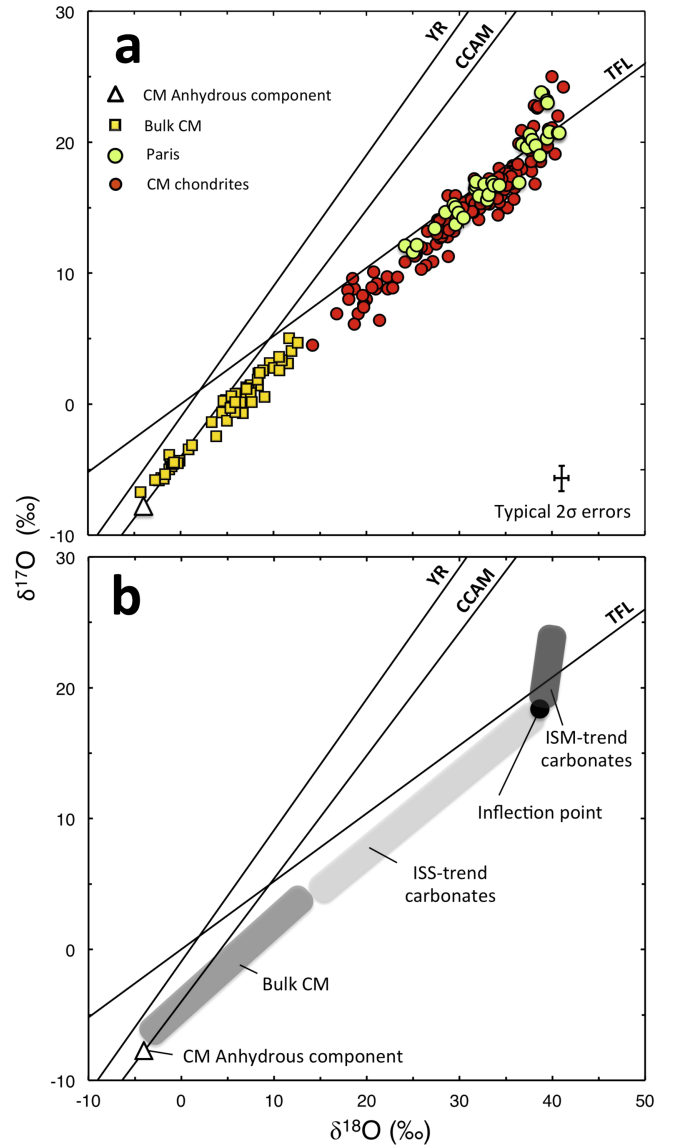 30
YR
CCAM
TFL
a
CM Anhydrous component
Bulk CM
Paris
CM chondrites
20
10
0
-10
Typical 2σ errors
δ17O (‰)
30
YR
CCAM
TFL
b
20
ISM-trend
carbonates
Inflection point
10
ISS-trend
carbonates
0
Bulk CM
CM Anhydrous component
-10
-10 0 10 20 30 40 50
δ18O (‰)